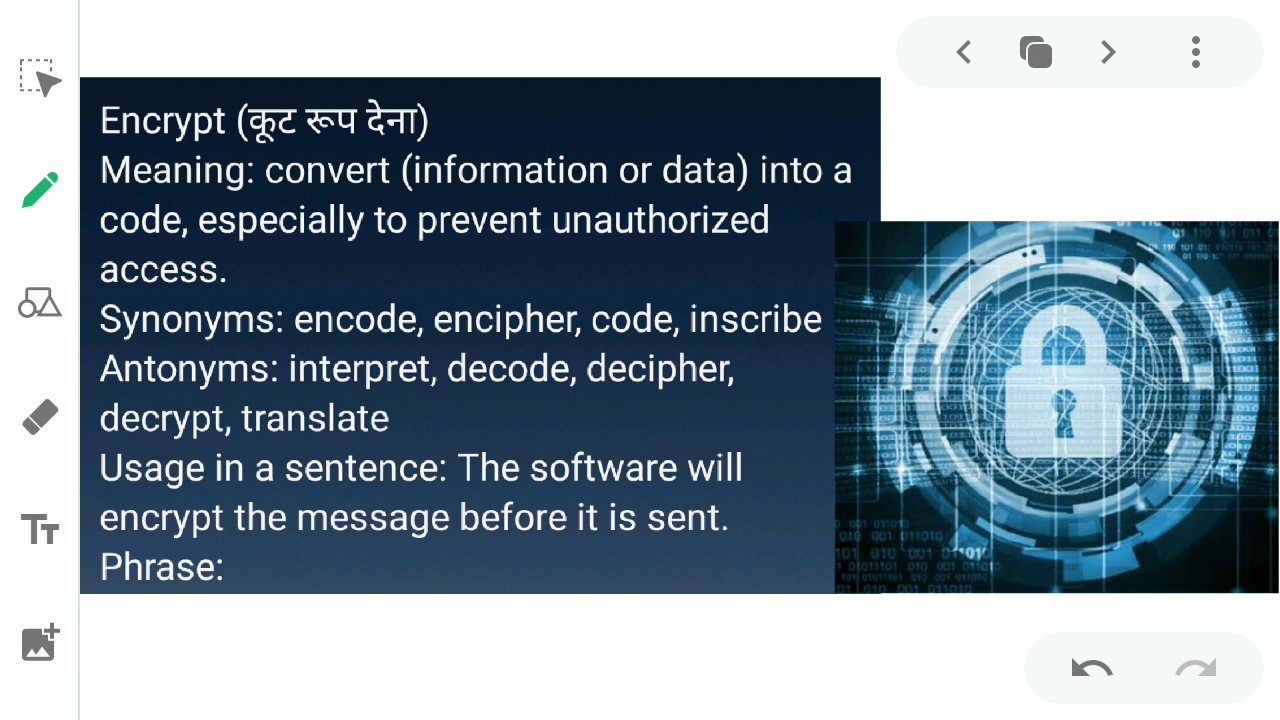 Encrypt (कूट रूप देना)
Meaning: convert (information or data) into a
code, especially to prevent unauthorized
access.
Synonyms: encode, encipher, code, inscribe
Antonyms: interpret, decode, decipher,
decrypt, translate
Usage in a sentence: The software will
encrypt the message before it is sent.
Phrase: